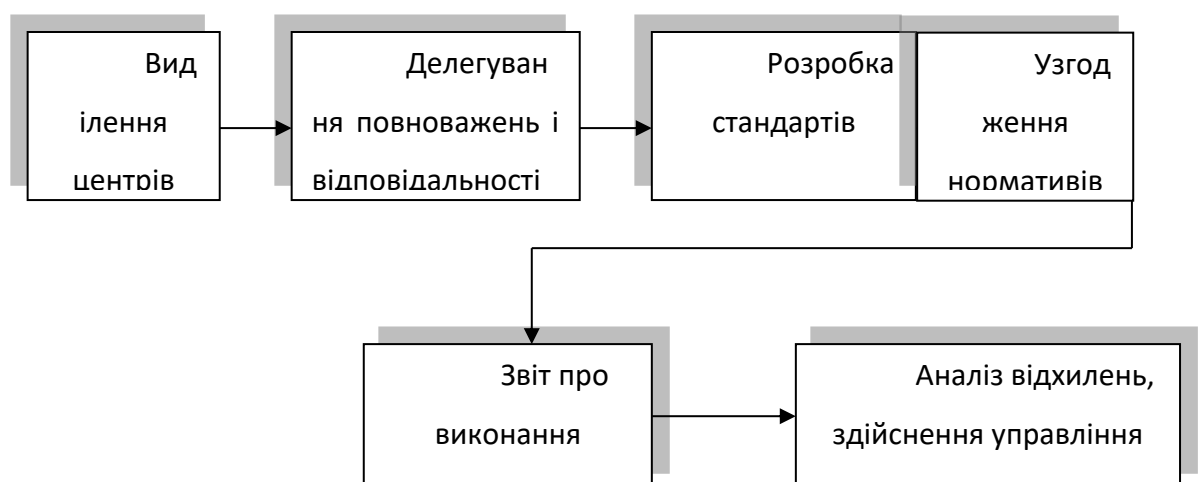 Вид
ілення
центрів
Делегуван
ня повноважень і
відповідальності
Розробка
стандартів
Узгод
ження
нормативів
Звіт про
виконання
Аналіз відхилень,
здійснення управління